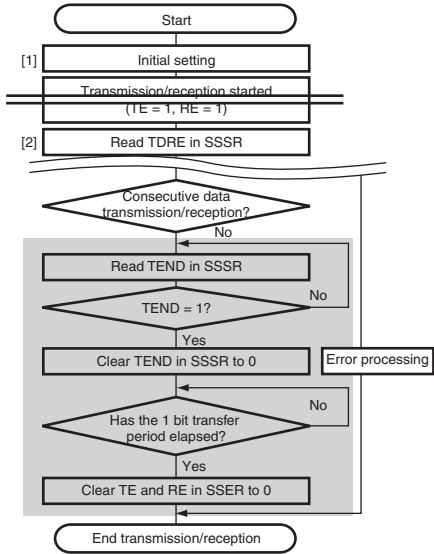 Start
[1]
Initial setting
Transmission/reception started
(TE = 1, RE = 1)
[2]
Read TDRE in SSSR
Consecutive data
transmission/reception?
No
Read TEND in SSSR
No
TEND = 1?
Yes
Clear TEND in SSSR to 0
Error processing
No
Has the 1 bit transfer
period elapsed?
Yes
Clear TE and RE in SSER to 0
End transmission/reception